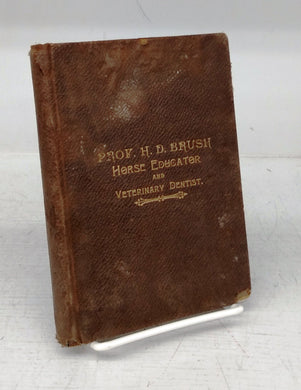 PROF. H. D. BRUSH
HORSE EDUCATOR
AND
VETERINARY DENTIST.